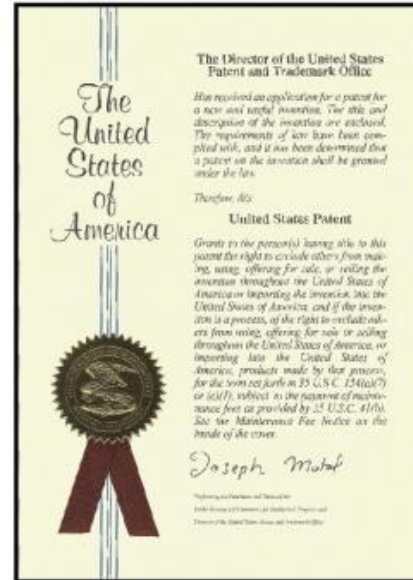 The
United
States
of
America
The Director of the United States
Patent and Trademark Office
Has received an application for a patent for
a new and useful invention. The title and
description of the invention are enclosed.
The requirements of law have been com-
plied with, and it has been determined that
a patent on the invention shall be granted
under the law.
Therefore, this
United States Patent
Grants to the person(s) having title to this
patent the right to exclude others from mak-
ing, using, offering for sale, or selling the
invention throughout the United States of
America or importing the invention into the
United States of America, and if the inven-
tion is a process, of the right to exclude oth-
ers from using, offering for sale or selling
throughout the United States of America, or
importing into the United States of
America, products made by that process,
for the term set forth in 35 U.S.C. 154(a)(2)
or (c)(1), subject to the payment of mainte-
nance fees as provided by 35 U.S.C. 41(b).
See the Maintenance Fee Notice on the
inside of the cover.
Joseph